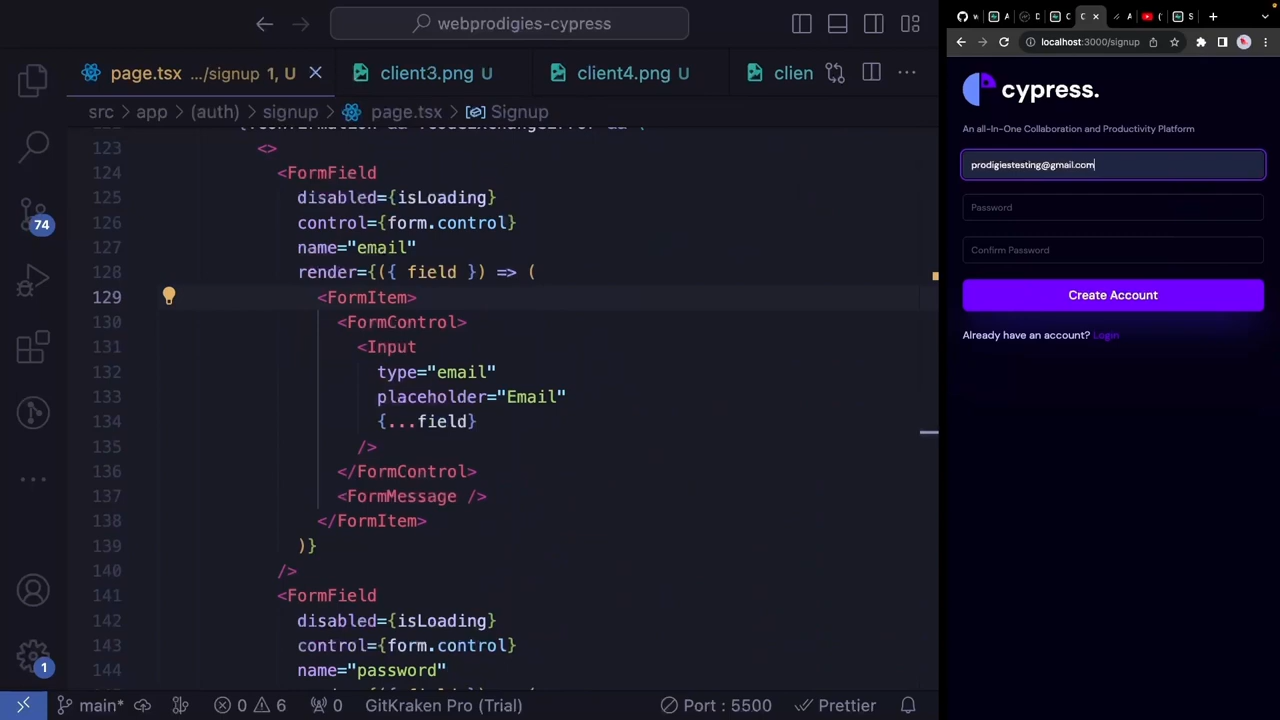 webprodigies-cypress
page.tsx .../signup 1, U
client3.png U
client4.png U
clien
src > app > (auth) > signup > page.tsx > Signup
123 <>
124 <FormField
125 disabled={isLoading}
126 control={form.control}
127 name="email"
128 render={({ field }) => (
129 <FormItem>
130 <FormControl>
131 <Input
132 type="email"
133 placeholder="Email"
134 {...field}
135 />
136 </FormControl>
137 <FormMessage />
138 </FormItem>
139 )}
140 />
141 <FormField
142 disabled={isLoading}
143 control={form.control}
144 name="password"
74
1
main*
0 6
0
GitKraken Pro (Trial)
Port : 5500
Prettier
localhost:3000/signup
cypress.
An all-In-One Collaboration and Productivity Platform
prodigiestesting@gmail.com
Password
Confirm Password
Create Account
Already have an account? Login